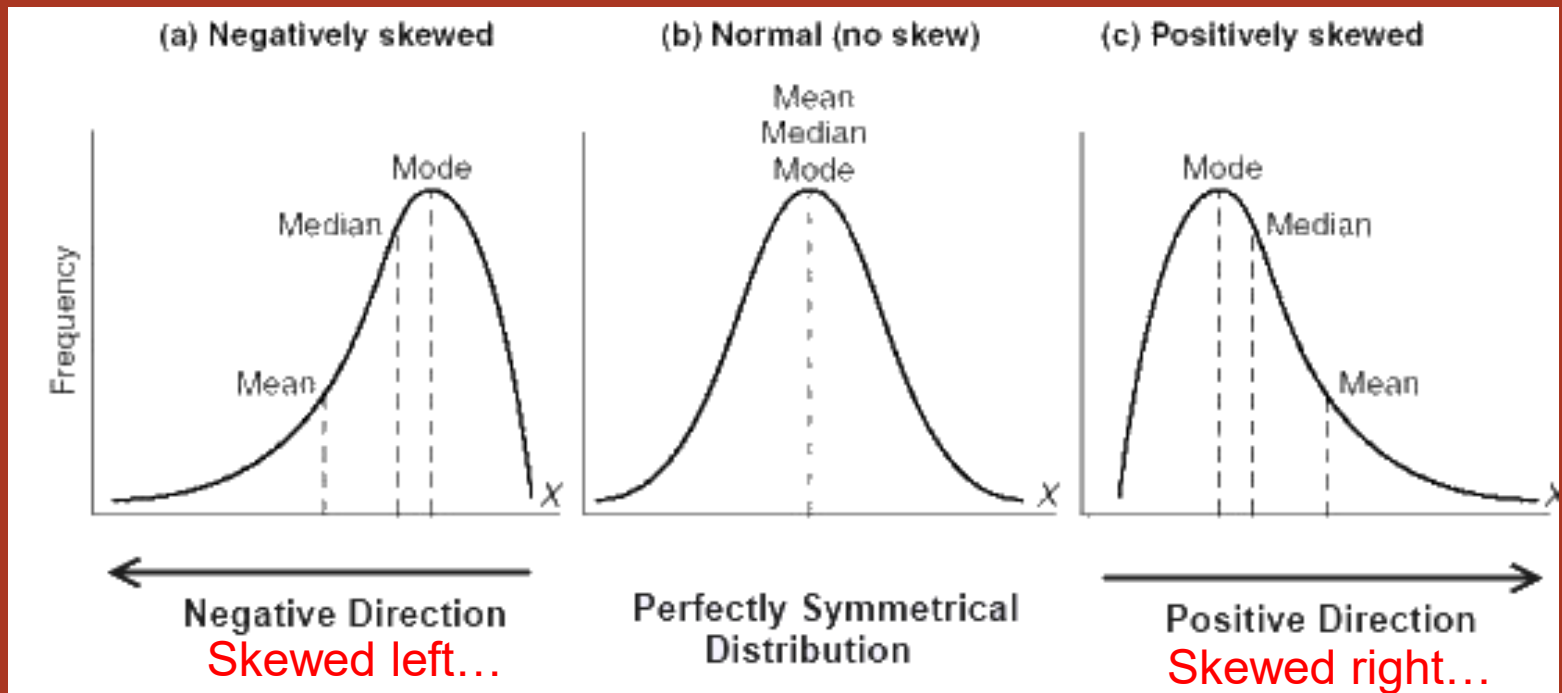 (a) Negatively skewed
(b) Normal (no skew)
(c) Positively skewed
Frequency
Mode
Median
Mean
X
Mean
Median
Mode
X
Mode
Median
Mean
X
Negative Direction
Skewed left…
Perfectly Symmetrical
Distribution
Positive Direction
Skewed right…